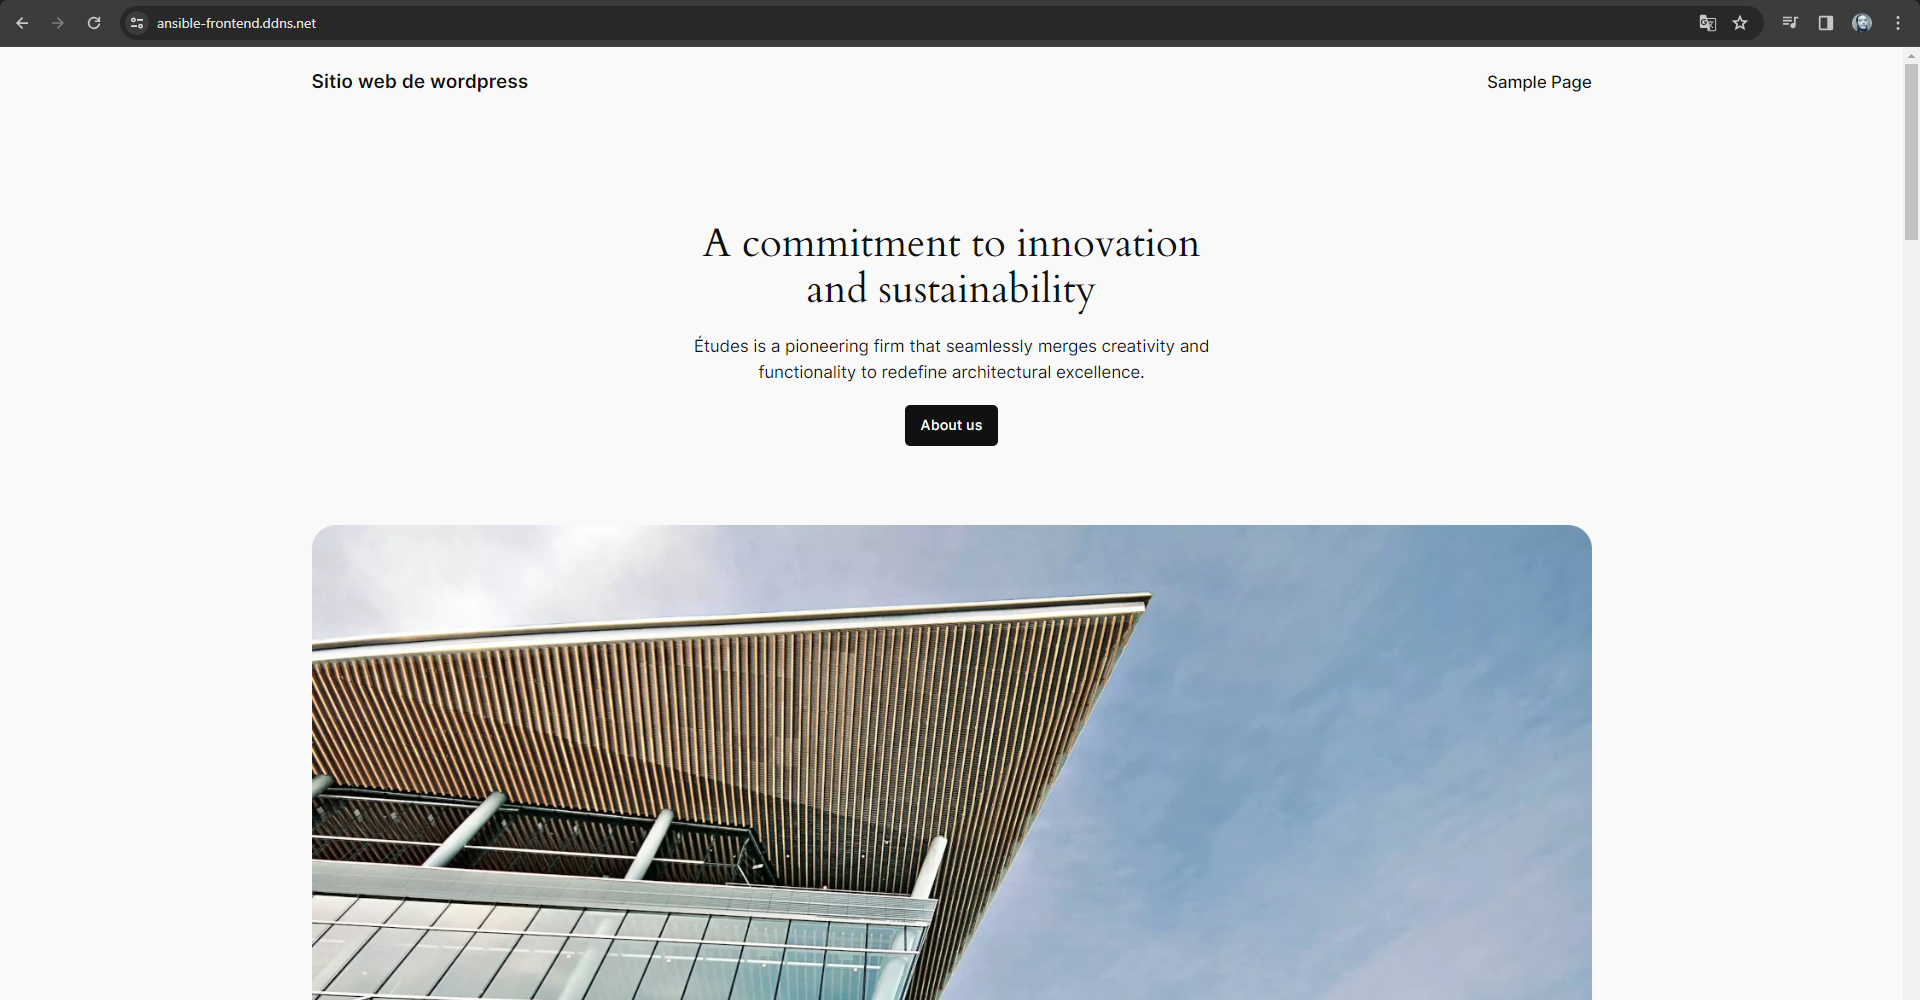 ansible-frontend.ddns.net
Sitio web de wordpress
Sample Page
A commitment to innovation
and sustainability
Études is a pioneering firm that seamlessly merges creativity and
functionality to redefine architectural excellence.
About us